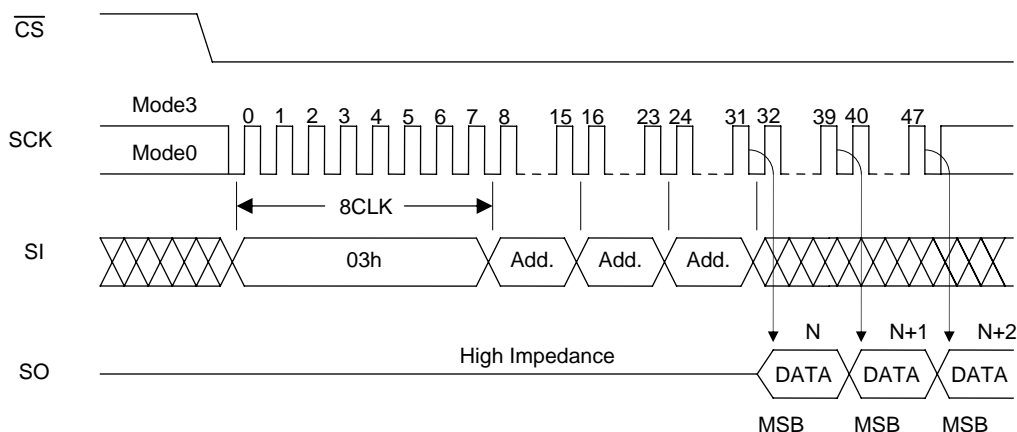 CS
Mode3
0 1 2 3 4 5 6 7 8 15 16 23 24 31 32 39 40 47
SCK
Mode0
8CLK
SI
03h Add. Add. Add.
N N+1 N+2
High Impedance
SO
DATA DATA DATA
MSB MSB MSB